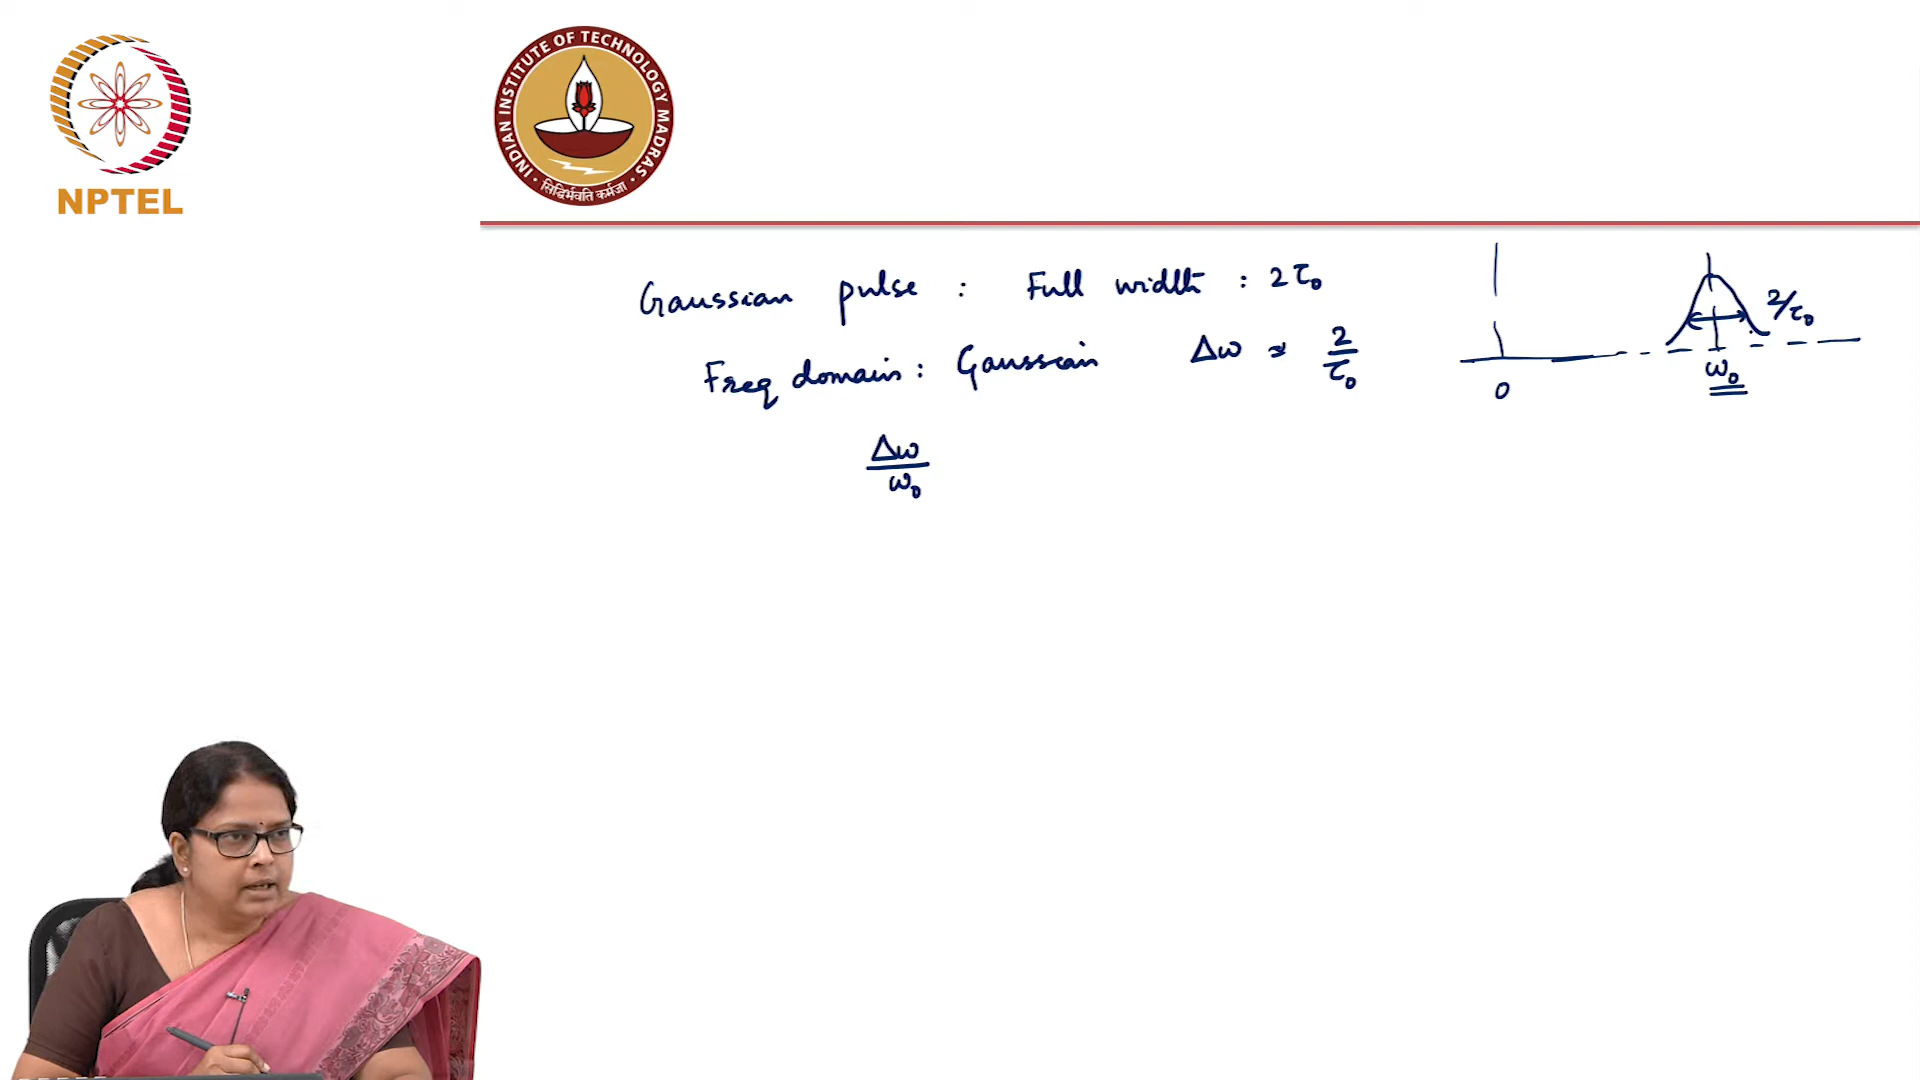 NPTEL
INDIAN INSTITUTE OF TECHNOLOGY MADRAS
सिद्धिर्भवति कर्मजा
Gaussian pulse : Full width : 2τ₀
Freq domain : Gaussian Δω ≈ 2/τ₀
2/τ₀
0
ω₀
Δω/ω₀